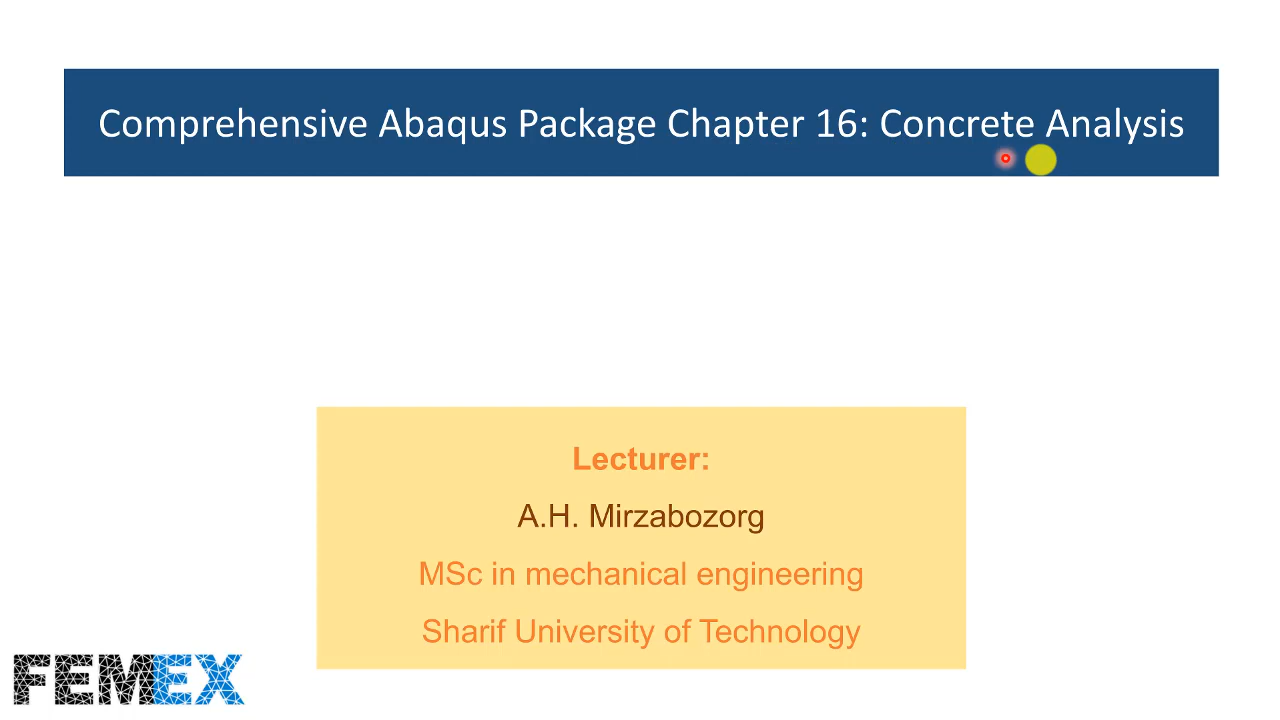 Comprehensive Abaqus Package Chapter 16: Concrete Analysis
Lecturer:
A.H. Mirzabozorg
MSc in mechanical engineering
Sharif University of Technology
FEMEX